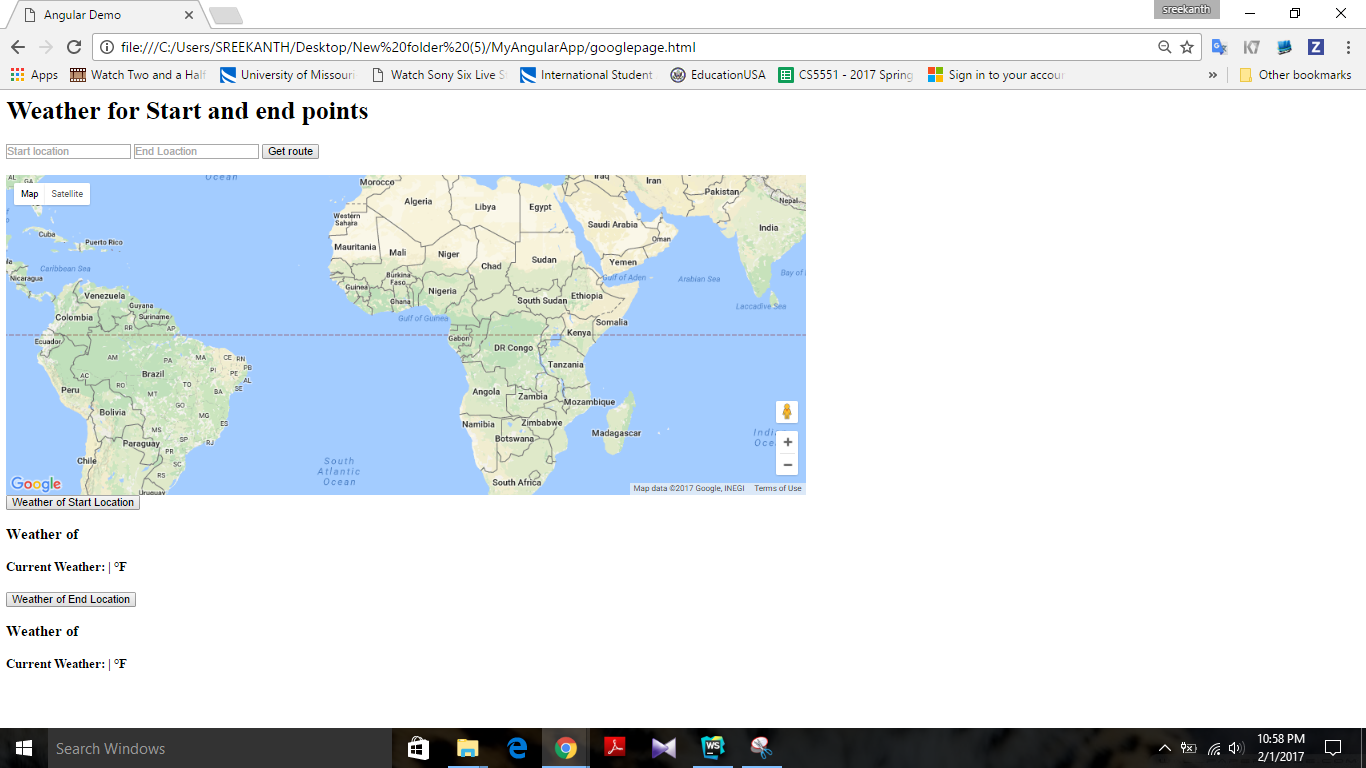 Angular Demo
sreekanth
file:///C:/Users/SREEKANTH/Desktop/New%20folder%20(5)/MyAngularApp/googlepage.html
Apps Watch Two and a Half University of Missouri Watch Sony Six Live S International Student EducationUSA CS5551 - 2017 Spring Sign in to your accour » Other bookmarks
Weather for Start and end points
Start location End Loaction Get route
Map Satellite
AL GA
Ocean
Morocco
Iraq
Iran
Pakistan
Nepal
Algeria
Libya
Egypt
Western Sahara
Saudi Arabia
India
Cuba
Puerto Rico
Oman
Mauritania
Mali
Niger
Chad
Sudan
Yemen
Caribbean Sea
Nicaragua
Burkina Faso
Gulf of Aden
Arabian Sea
Bay of
Guinea
Ghana
Nigeria
South Sudan
Ethiopia
Laccadive Sea
Venezuela
Guyana
Suriname
Colombia
Gulf of Guinea
Somalia
RR
AP
Ecuador
Gabon
Kenya
DR Congo
AM
PA
MA
CE
RN
PB
PE
PI
AL
SE
AC
RO
TO
BA
Brazil
Tanzania
Peru
MT
Angola
Zambia
Mozambique
Bolivia
GO
MG
ES
MS
SP
RJ
Namibia
Zimbabwe
Botswana
Madagascar
Paraguay
PR
SC
RS
Chile
South
Atlantic
Ocean
South Africa
Uruguay
Google
Map data ©2017 Google, INEGI Terms of Use
Weather of Start Location
Weather of
Current Weather: | °F
Weather of End Location
Weather of
Current Weather: | °F
Search Windows
10:58 PM
2/1/2017